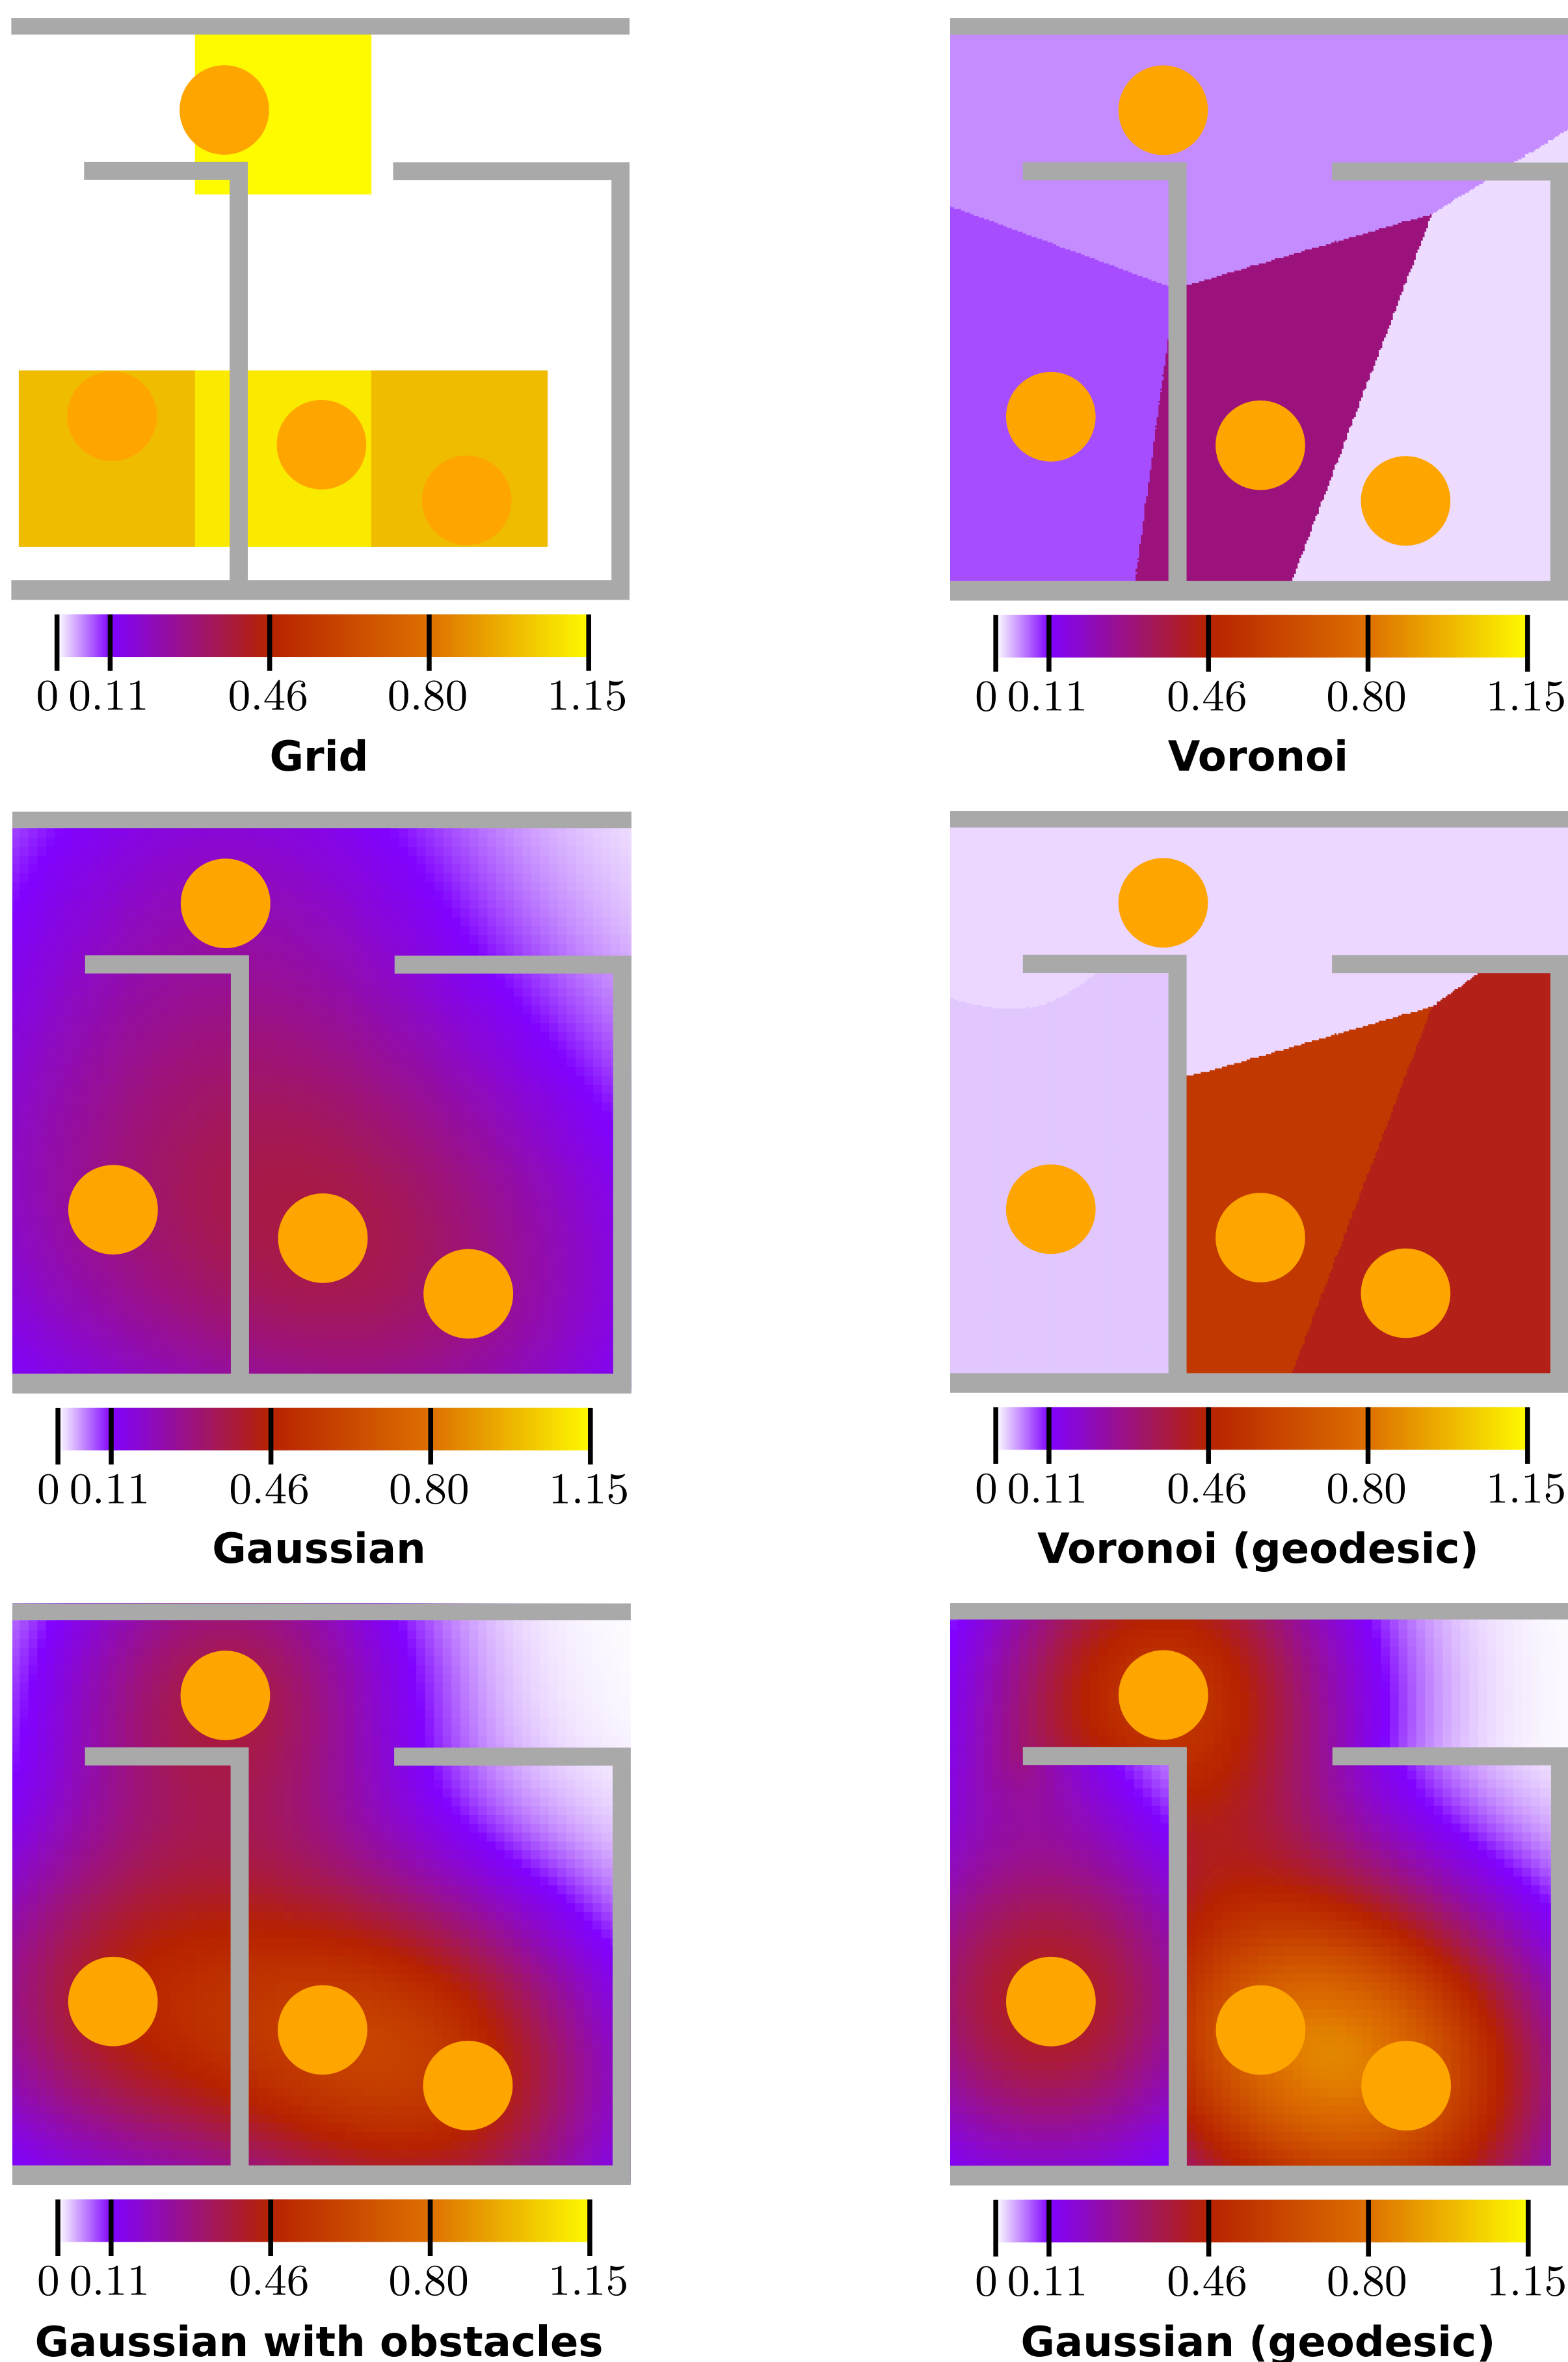 0 0.11 0.46 0.80 1.15
Grid
0 0.11 0.46 0.80 1.15
Voronoi
0 0.11 0.46 0.80 1.15
Gaussian
0 0.11 0.46 0.80 1.15
Voronoi (geodesic)
0 0.11 0.46 0.80 1.15
Gaussian with obstacles
0 0.11 0.46 0.80 1.15
Gaussian (geodesic)